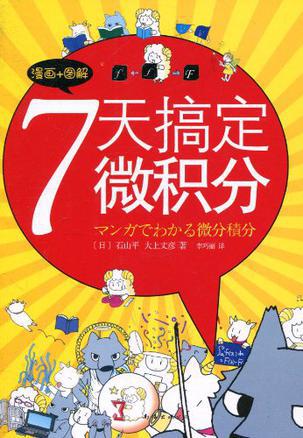 漫画+图解
f ← f → F
7天搞定
微积分
マンガでわかる微分積分
〔日〕石山平 大上丈彦 著 李巧丽 译